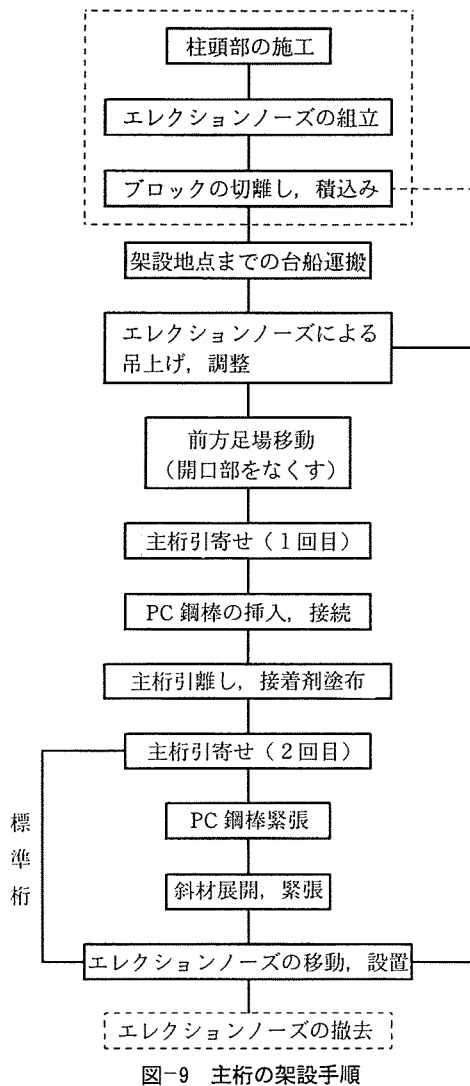 柱頭部の施工
エレクションノーズの組立
ブロックの切離し，積込み
架設地点までの台船運搬
エレクションノーズによる
吊上げ，調整
前方足場移動
（開口部をなくす）
主桁引寄せ（1回目）
PC 鋼棒の挿入，接続
主桁引離し，接着剤塗布
主桁引寄せ（2回目）
標準桁
PC 鋼棒緊張
斜材展開，緊張
エレクションノーズの移動，設置
エレクションノーズの撤去
図-9 主桁の架設手順